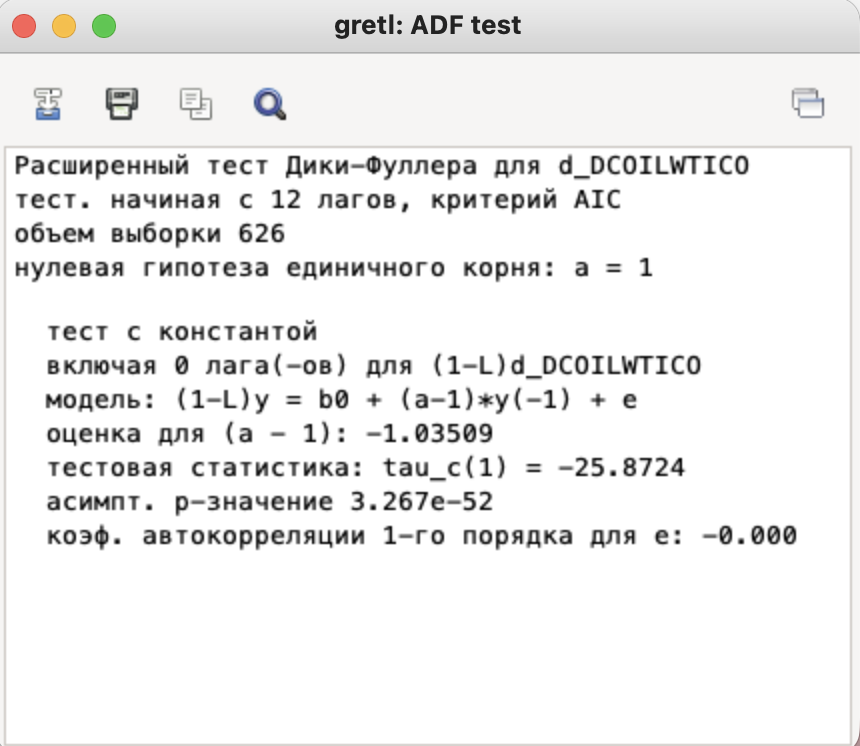 gretl: ADF test
Расширенный тест Дики-Фуллера для d_DCOILWTICO
тест. начиная с 12 лагов, критерий AIC
объем выборки 626
нулевая гипотеза единичного корня: a = 1
тест с константой
включая 0 лага(-ов) для (1-L)d_DCOILWTICO
модель: (1-L)y = b0 + (a-1)*y(-1) + e
оценка для (a - 1): -1.03509
тестовая статистика: tau_c(1) = -25.8724
асимпт. p-значение 3.267e-52
коэф. автокорреляции 1-го порядка для e: -0.000